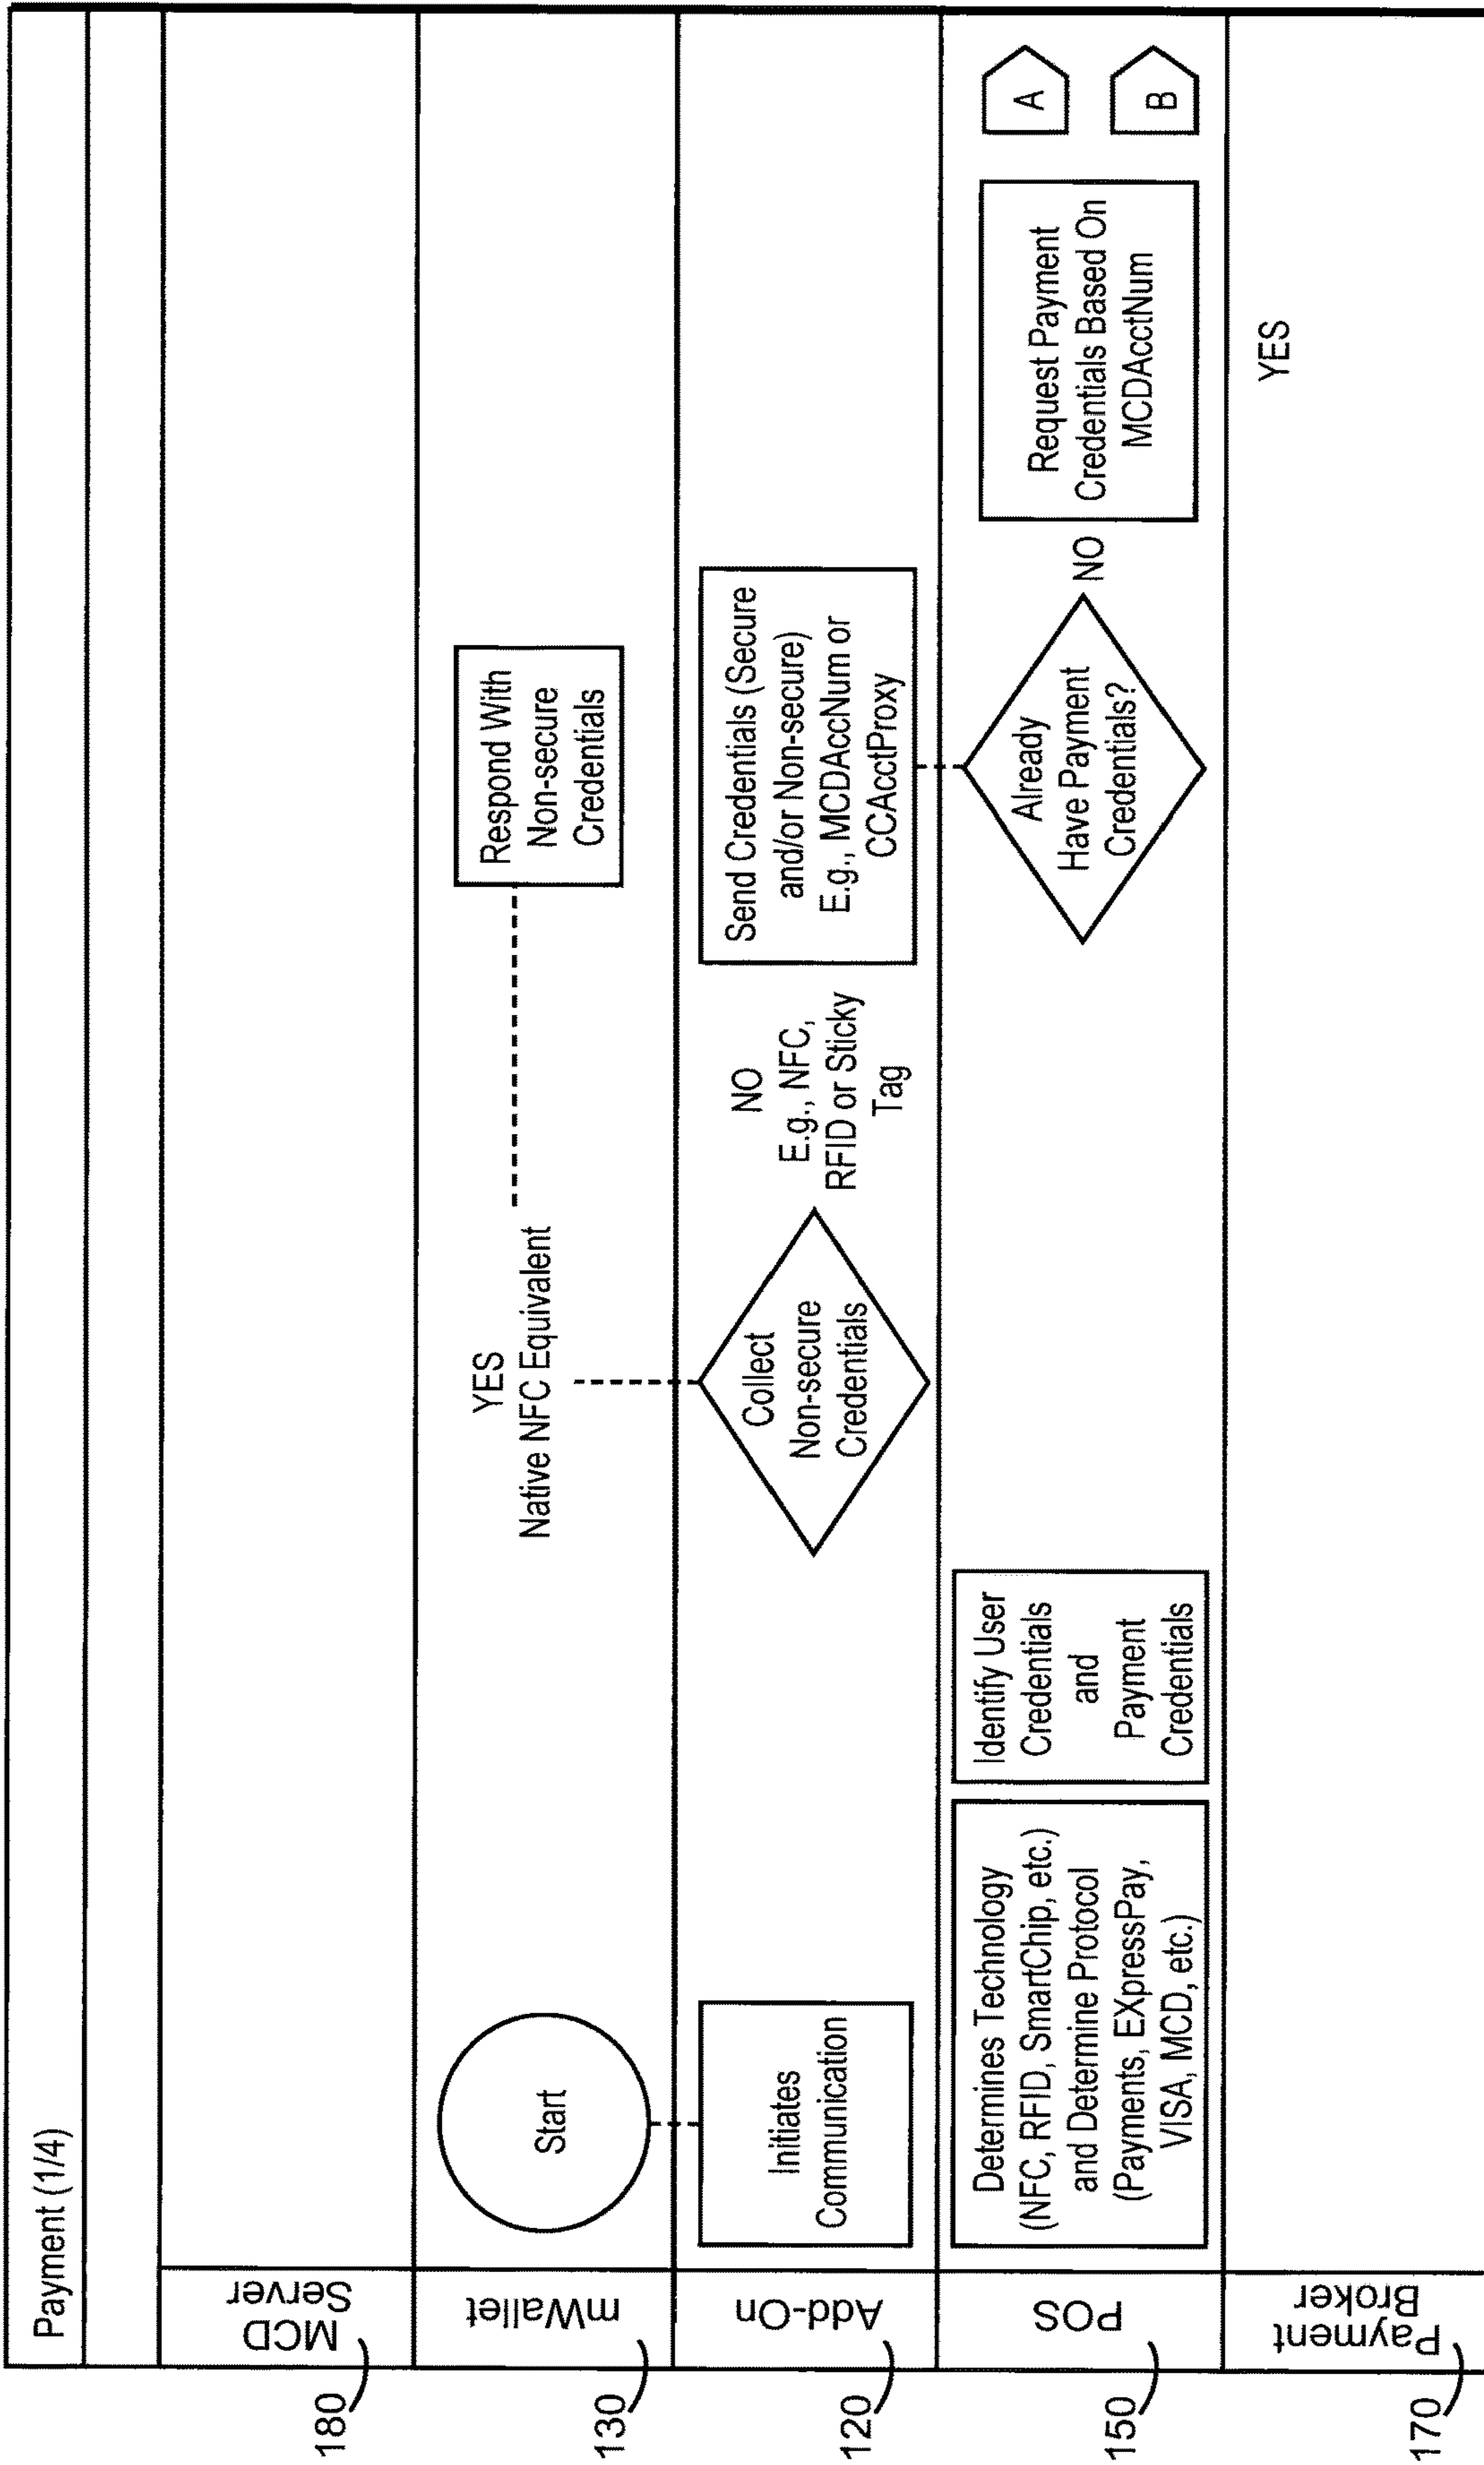 Payment (1/4)
180
MCD
Server
130
mWallet
Start
YES
Native NFC Equivalent
Respond With
Non-secure
Credentials
120
Add-On
Initiates
Communication
Collect
Non-secure
Credentials
NO
E.g., NFC,
RFID or Sticky
Tag
Send Credentials (Secure
and/or Non-secure)
E.g., MCDAccNum or
CCAcctProxy
150
POS
Determines Technology
(NFC, RFID, SmartChip, etc.)
and Determine Protocol
(Payments, EXpressPay,
VISA, MCD, etc.)
Identify User
Credentials
and
Payment
Credentials
Already
Have Payment
Credentials?
NO
Request Payment
Credentials Based On
MCDAcctNum
A
B
170
Payment
Broker
YES